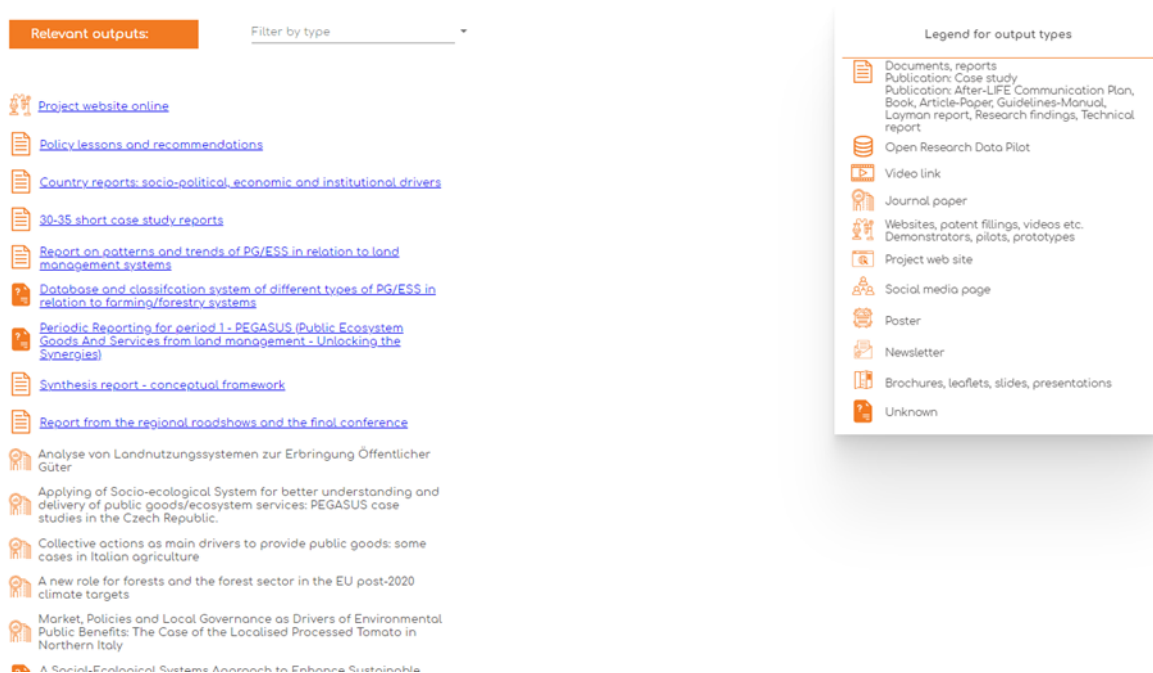 Relevant outputs:
Filter by type
Project website online
Policy lessons and recommendations
Country reports: socio-political, economic and institutional drivers
30-35 short case study reports
Report on patterns and trends of PG/ESS in relation to land
management systems
Database and classifcation system of different types of PG/ESS in
relation to farming/forestry systems
Periodic Reporting for period 1 - PEGASUS (Public Ecosystem
Goods And Services from land management - Unlocking the
Synergies)
Synthesis report - conceptual framework
Report from the regional roadshows and the final conference
Analyse von Landnutzungssystemen zur Erbringung Öffentlicher
Güter
Applying of Socio-ecological System for better understanding and
delivery of public goods/ecosystem services: PEGASUS case
studies in the Czech Republic.
Collective actions as main drivers to provide public goods: some
cases in Italian agriculture
A new role for forests and the forest sector in the EU post-2020
climate targets
Market, Policies and Local Governance as Drivers of Environmental
Public Benefits: The Case of the Localised Processed Tomato in
Northern Italy
A Social-Ecological Systems Approach to Enhance Sustainable
Legend for output types
Documents, reports
Publication: Case study
Publication: After-LIFE Communication Plan,
Book, Article-Paper, Guidelines-Manual,
Layman report, Research findings, Technical
report
Open Research Data Pilot
Video link
Journal paper
Websites, patent fillings, videos etc.
Demonstrators, pilots, prototypes
Project web site
Social media page
Poster
Newsletter
Brochures, leaflets, slides, presentations
Unknown